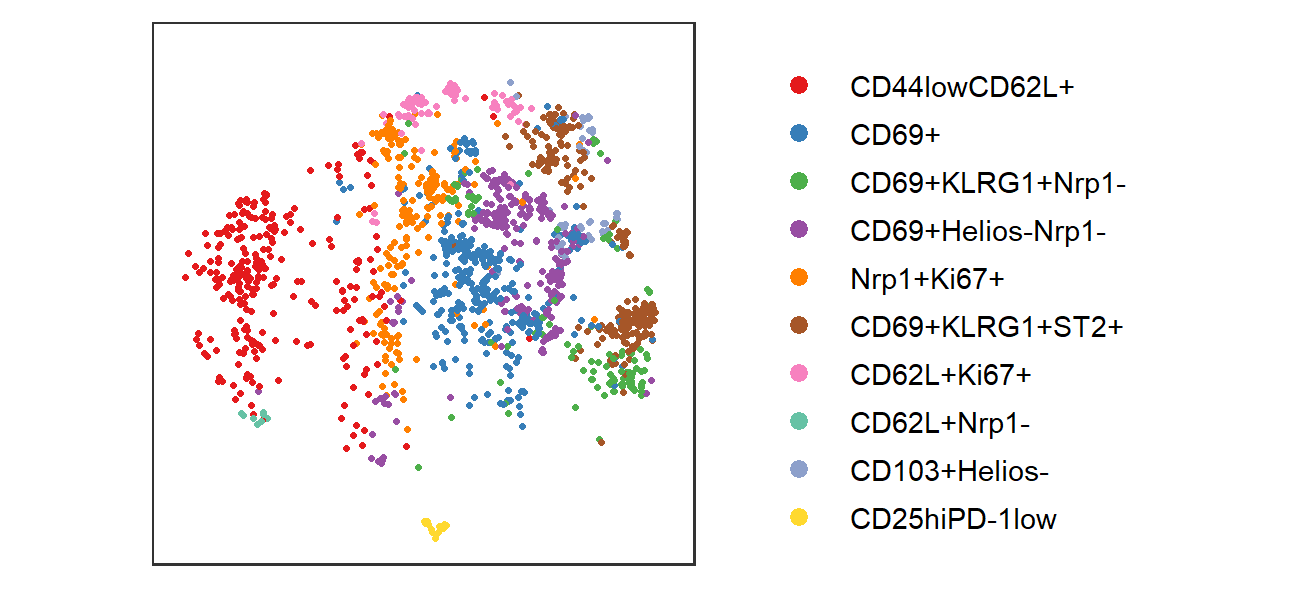 CD44lowCD62L+
CD69+
CD69+KLRG1+Nrp1-
CD69+Helios-Nrp1-
Nrp1+Ki67+
CD69+KLRG1+ST2+
CD62L+Ki67+
CD62L+Nrp1-
CD103+Helios-
CD25hiPD-1low